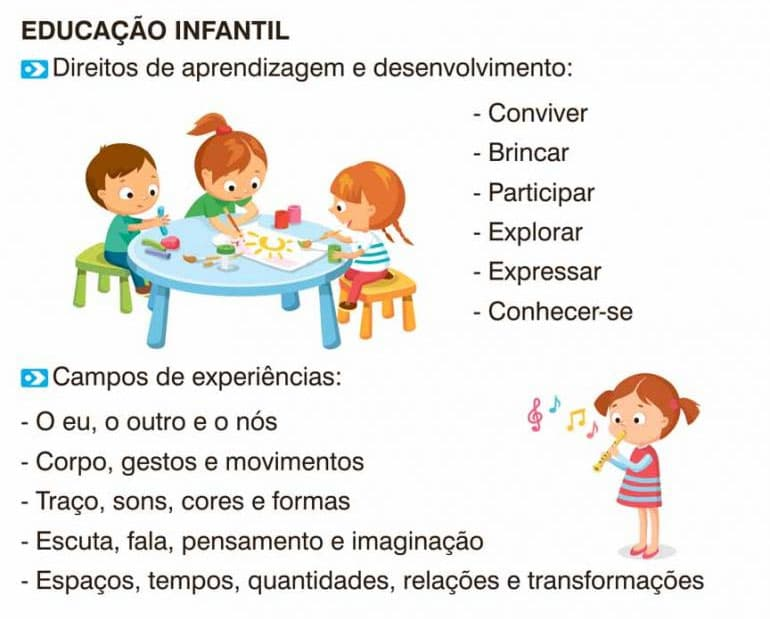 EDUCAÇÃO INFANTIL
Direitos de aprendizagem e desenvolvimento:
- Conviver
- Brincar
- Participar
- Explorar
- Expressar
- Conhecer-se
Campos de experiências:
- O eu, o outro e o nós
- Corpo, gestos e movimentos
- Traço, sons, cores e formas
- Escuta, fala, pensamento e imaginação
- Espaços, tempos, quantidades, relações e transformações